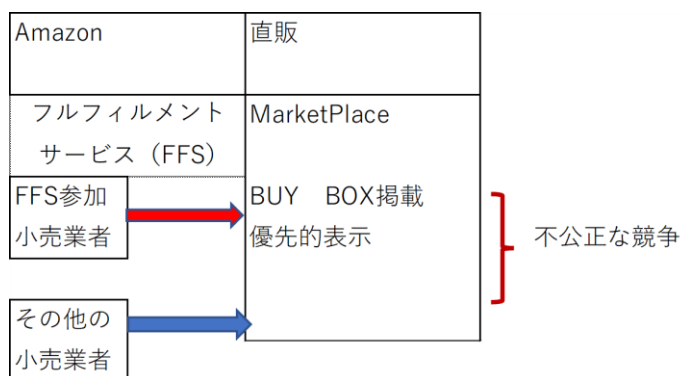 Amazon
直販
フルフィルメント
サービス（FFS）
MarketPlace
FFS参加
小売業者
BUY BOX掲載
優先的表示
不公正な競争
その他の
小売業者